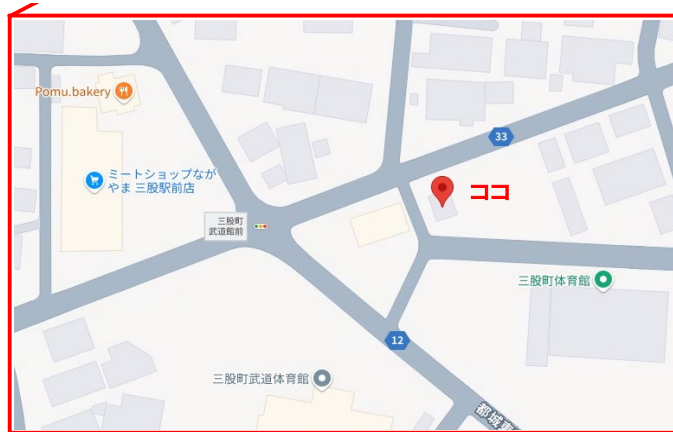 Pomu.bakery
33
ミートショップなが
やま 三股駅前店
ココ
三股町
武道館前
三股町体育館
12
三股町武道体育館
都城東